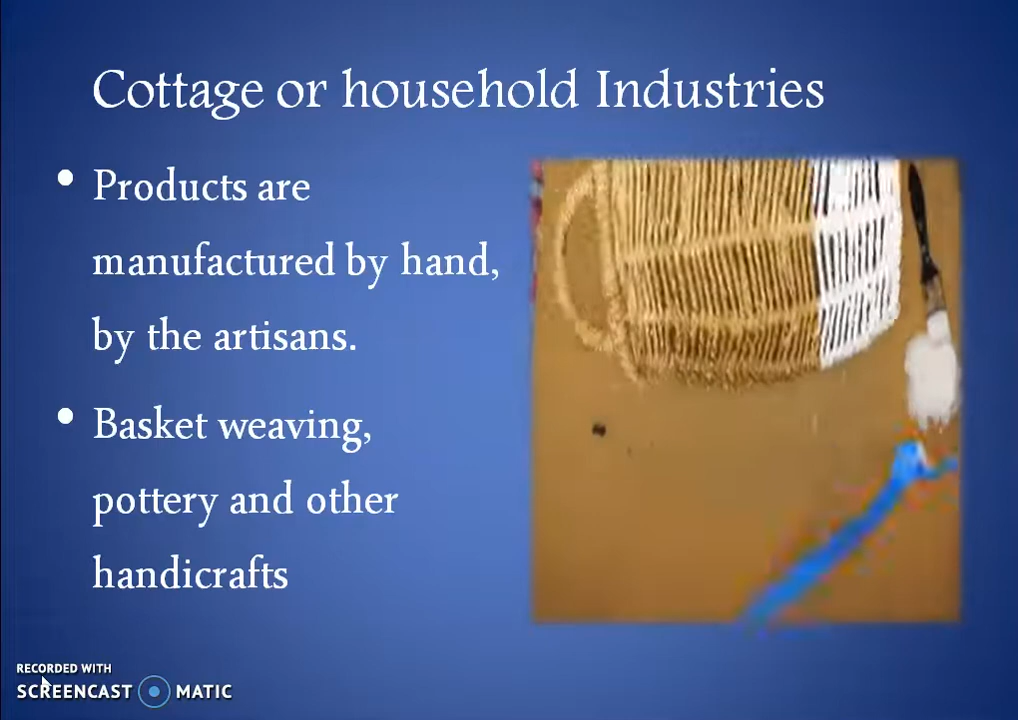 Cottage or household Industries
• Products are
manufactured by hand,
by the artisans.
• Basket weaving,
pottery and other
handicrafts
RECORDED WITH
SCREENCAST MATIC